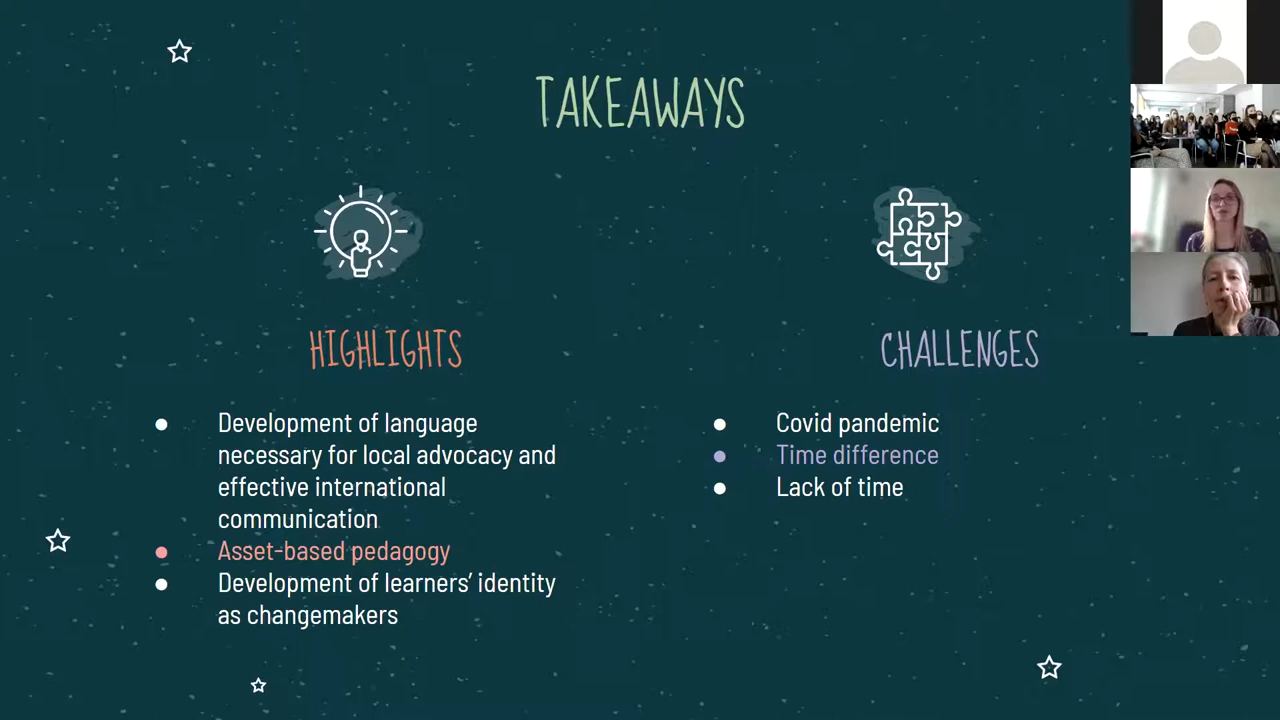 TAKEAWAYS
HIGHLIGHTS
Development of language
necessary for local advocacy and
effective international
communication
Asset-based pedagogy
Development of learners’ identity
as changemakers
CHALLENGES
Covid pandemic
Time difference
Lack of time